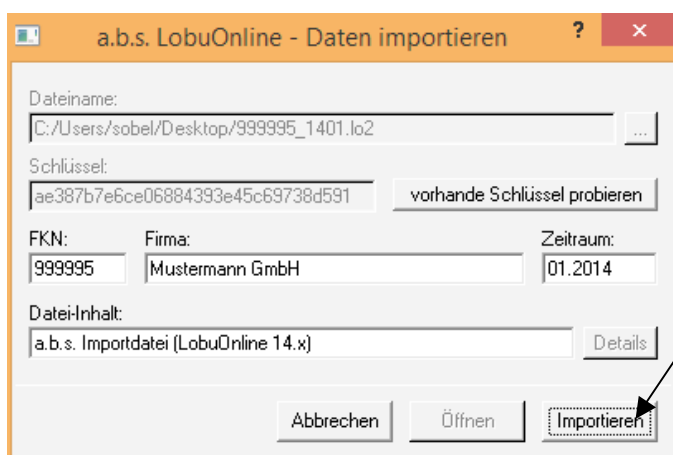 a.b.s. LobuOnline - Daten importieren ? ×
Dateiname:
C:/Users/sobel/Desktop/999995_1401.lo2 ...
Schlüssel:
ae387b7e6ce06884393e45c69738d591 vorhande Schlüssel probieren
FKN: Firma: Zeitraum:
999995 Mustermann GmbH 01.2014
Datei-Inhalt:
a.b.s. Importdatei (LobuOnline 14.x) Details
Abbrechen Öffnen Importieren